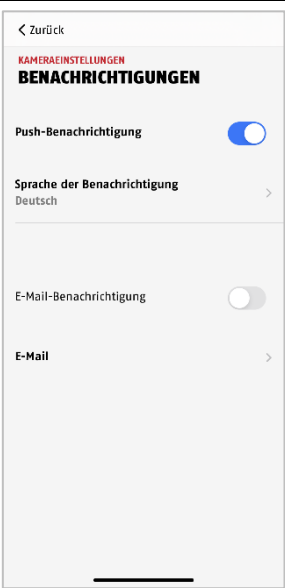 Zurück
KAMERAEINSTELLUNGEN
BENACHRICHTIGUNGEN
Push-Benachrichtigung
Sprache der Benachrichtigung
Deutsch
E-Mail-Benachrichtigung
E-Mail